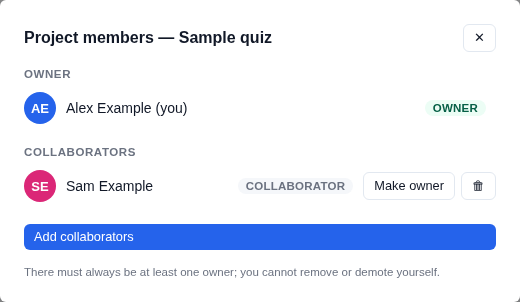 Project members — Sample quiz
✕
OWNER
AE
Alex Example (you)
OWNER
COLLABORATORS
SE
Sam Example
COLLABORATOR
Make owner
Add collaborators
There must always be at least one owner; you cannot remove or demote yourself.